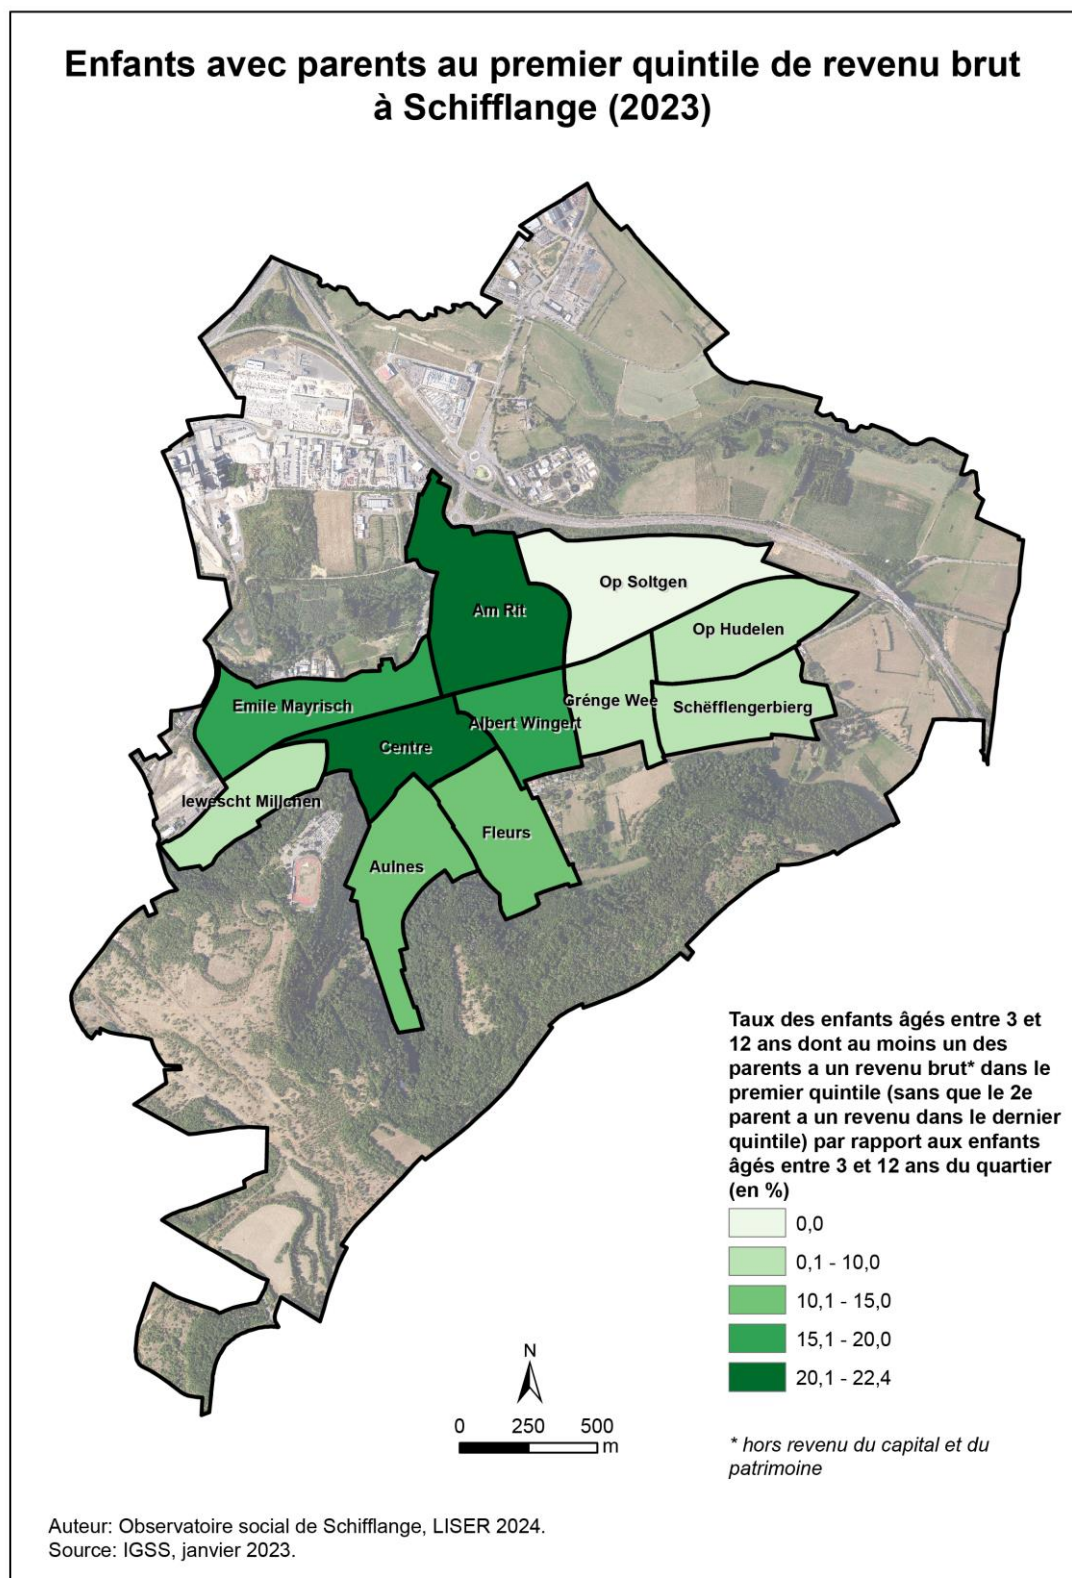 Enfants avec parents au premier quintile de revenu brut
à Schifflange (2023)
Op Soltgen
Am Rit
Op Hudelen
Emile Mayrisch
Grénge Wee
Schëfflengerbierg
Albert Wingert
Centre
Iewescht Millchen
Fleurs
Aulnes
Taux des enfants âgés entre 3 et
12 ans dont au moins un des
parents a un revenu brut* dans le
premier quintile (sans que le 2e
parent a un revenu dans le dernier
quintile) par rapport aux enfants
âgés entre 3 et 12 ans du quartier
(en %)
0,0
0,1 - 10,0
10,1 - 15,0
15,1 - 20,0
20,1 - 22,4
N
0 250 500
m
* hors revenu du capital et du
patrimoine
Auteur: Observatoire social de Schifflange, LISER 2024.
Source: IGSS, janvier 2023.